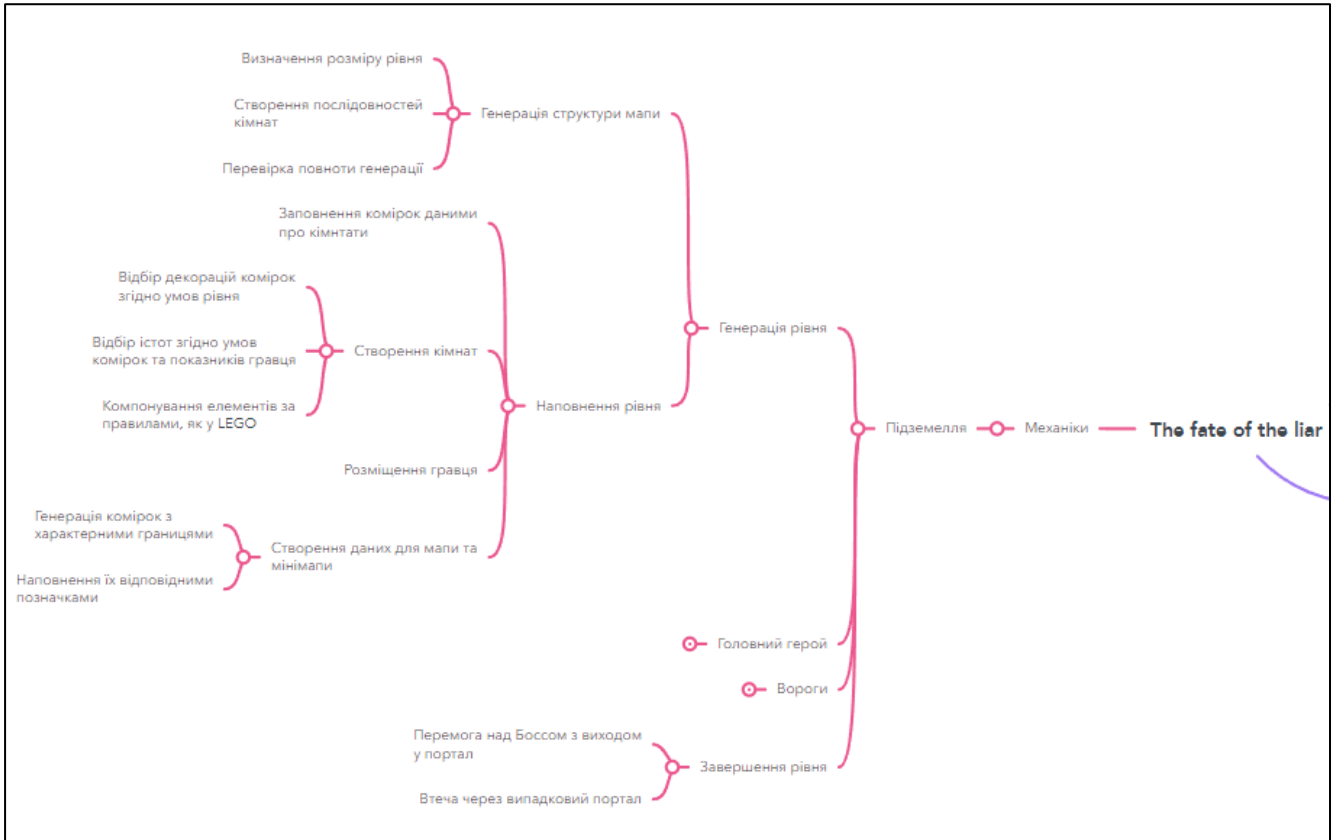 Визначення розміру рівня
Створення послідовностей
кімнат
Генерація структури мапи
Перевірка повноти генерації
Заповнення комірок даними
про кімнтати
Відбір декорацій комірок
згідно умов рівня
Генерація рівня
Відбір істот згідно умов
комірок та показників гравця
Створення кімнат
Компонування елементів за
правилами, як у LEGO
Наповнення рівня
Підземелля
Механіки
The fate of the liar
Розміщення гравця
Генерація комірок з
характерними границями
Створення даних для мапи та
мінімапи
Наповнення їх відповідними
позначками
Головний герой
Вороги
Перемога над Боссом з виходом
у портал
Завершення рівня
Втеча через випадковий портал